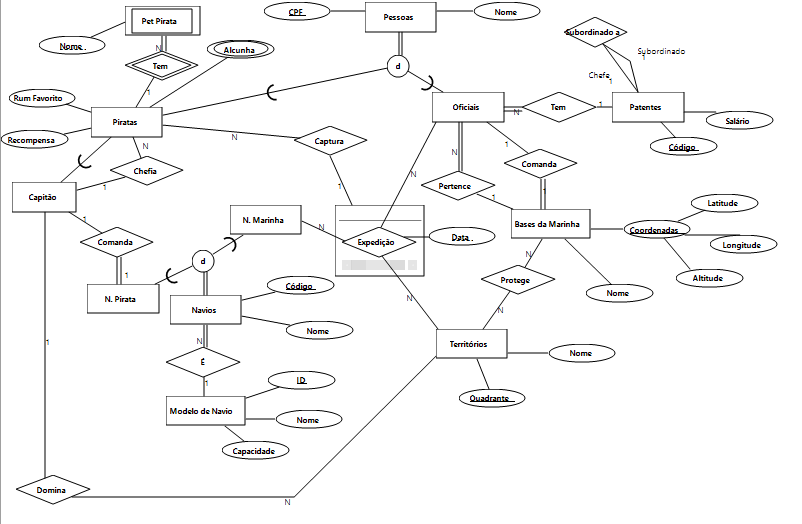 CPF
Pessoas
Nome
Pet Pirata
Nome
N
Tem
Alcunha
d
Subordinado a
Subordinado
1
Chefe
1
Rum Favorito
Recompensa
1
Piratas
Oficiais
N
Tem
1
Patentes
Salário
Código
N
Captura
N
Chefia
1
1
N
N
1
Comanda
1
Pertence
1
Capitão
1
Comanda
1
N. Pirata
N. Marinha
N
Expedição
Data
Bases da Marinha
Coordenadas
Latitude
Longitude
Altitude
Nome
d
Código
Navios
Nome
N
É
1
Modelo de Navio
ID
Nome
Capacidade
N
N
Protege
N
Territórios
Nome
Quadrante
1
Domina
N